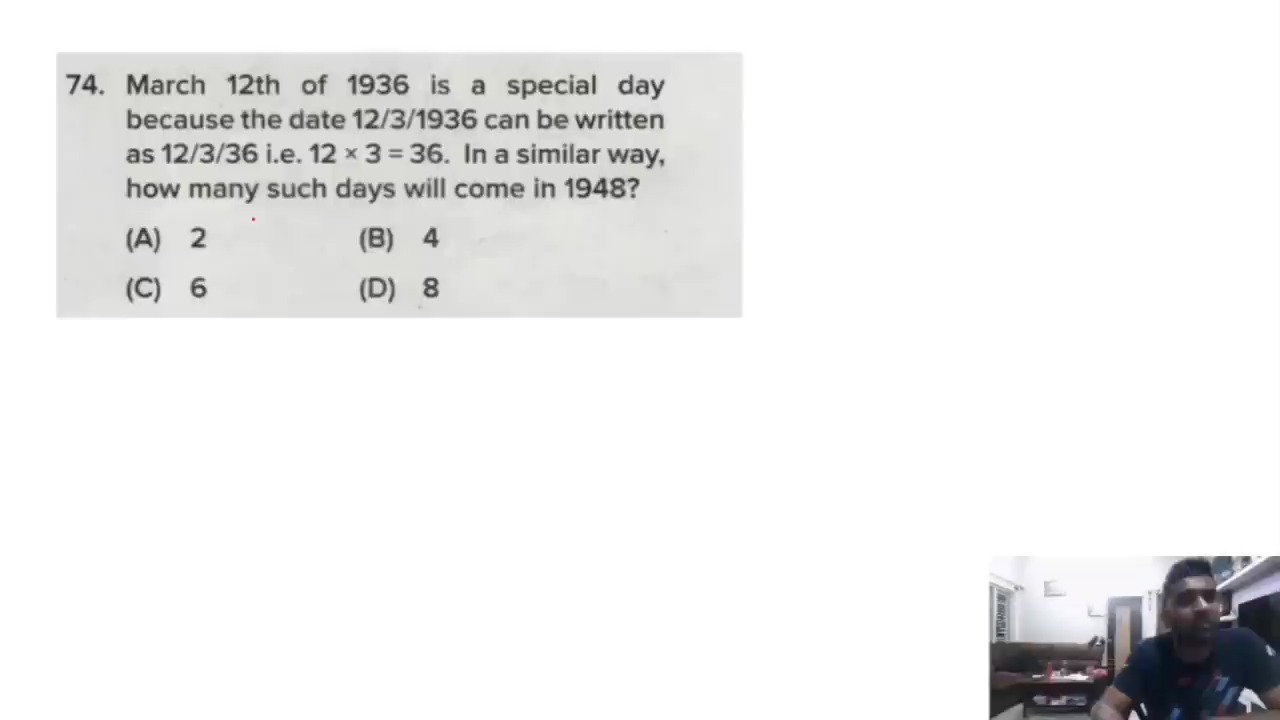 74. March 12th of 1936 is a special day
because the date 12/3/1936 can be written
as 12/3/36 i.e. 12 × 3 = 36. In a similar way,
how many such days will come in 1948?
(A) 2 (B) 4
(C) 6 (D) 8